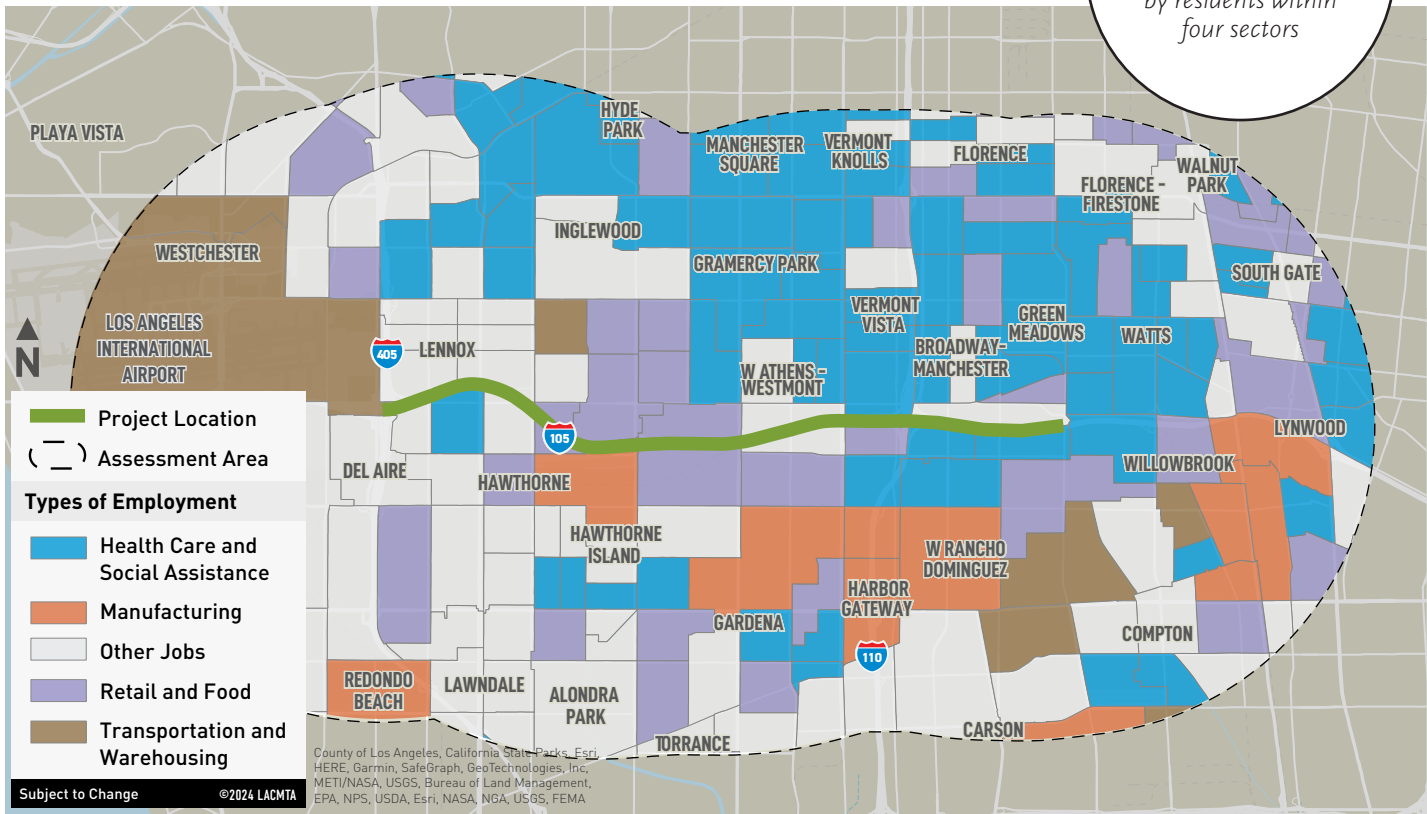 by residents within
four sectors
PLAYA VISTA
HYDE
PARK
MANCHESTER
SQUARE
VERMONT
KNOLLS
FLORENCE
WALNUT
PARK
FLORENCE -
FIRESTONE
WESTCHESTER
INGLEWOOD
GRAMERCY PARK
SOUTH GATE
LOS ANGELES
INTERNATIONAL
AIRPORT
N
405
LENNOX
VERMONT
VISTA
GREEN
MEADOWS
WATTS
BROADWAY-
MANCHESTER
W ATHENS -
WESTMONT
105
LYNWOOD
DEL AIRE
HAWTHORNE
WILLOWBROOK
HAWTHORNE
ISLAND
W RANCHO
DOMINGUEZ
HARBOR
GATEWAY
GARDENA
COMPTON
110
REDONDO
BEACH
LAWNDALE
ALONDRA
PARK
CARSON
TORRANCE
Project Location
Assessment Area
Types of Employment
Health Care and
Social Assistance
Manufacturing
Other Jobs
Retail and Food
Transportation and
Warehousing
Subject to Change ©2024 LACMTA
County of Los Angeles, California State Parks, Esri,
HERE, Garmin, SafeGraph, GeoTechnologies, Inc,
METI/NASA, USGS, Bureau of Land Management,
EPA, NPS, USDA, Esri, NASA, NGA, USGS, FEMA